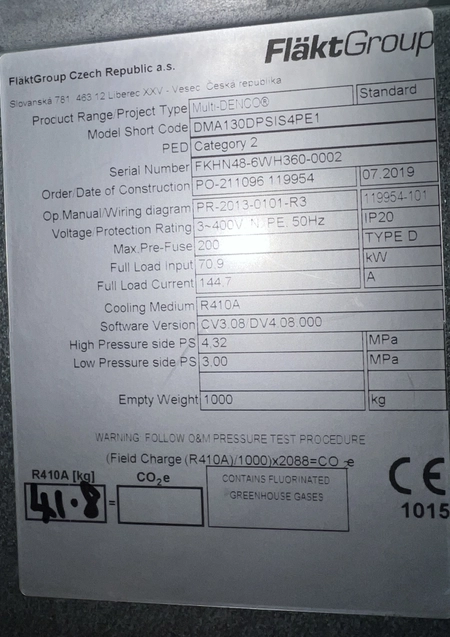 FläktGroup
FläktGroup Czech Republic a.s.
Slovanská 781, 463 12 Liberec XXV - Vesec, Česká republika
Product Range/Project Type Multi-DENCO® Standard
Model Short Code DMA130DPSIS4PE1
PED Category 2
Serial Number FKHN48-6WH360-0002
Order/Date of Construction PO-211096 119954 07.2019
Op.Manual/Wiring diagram PR-2013-0101-R3 119954-101
Voltage/Protection Rating 3~400V, N, PE, 50Hz IP20
Max.Pre-Fuse 200 TYPE D
Full Load Input 70,9 kW
Full Load Current 144,7 A
Cooling Medium R410A
Software Version CV3.08/DV4.08.000
High Pressure side PS 4,32 MPa
Low Pressure side PS 3,00 MPa
Empty Weight 1000 kg
WARNING: FOLLOW O&M PRESSURE TEST PROCEDURE
(Field Charge (R410A)/1000)x2088=CO₂e
R410A [kg] CO₂e
41.8 =
CONTAINS FLUORINATED
GREENHOUSE GASES
CE
1015